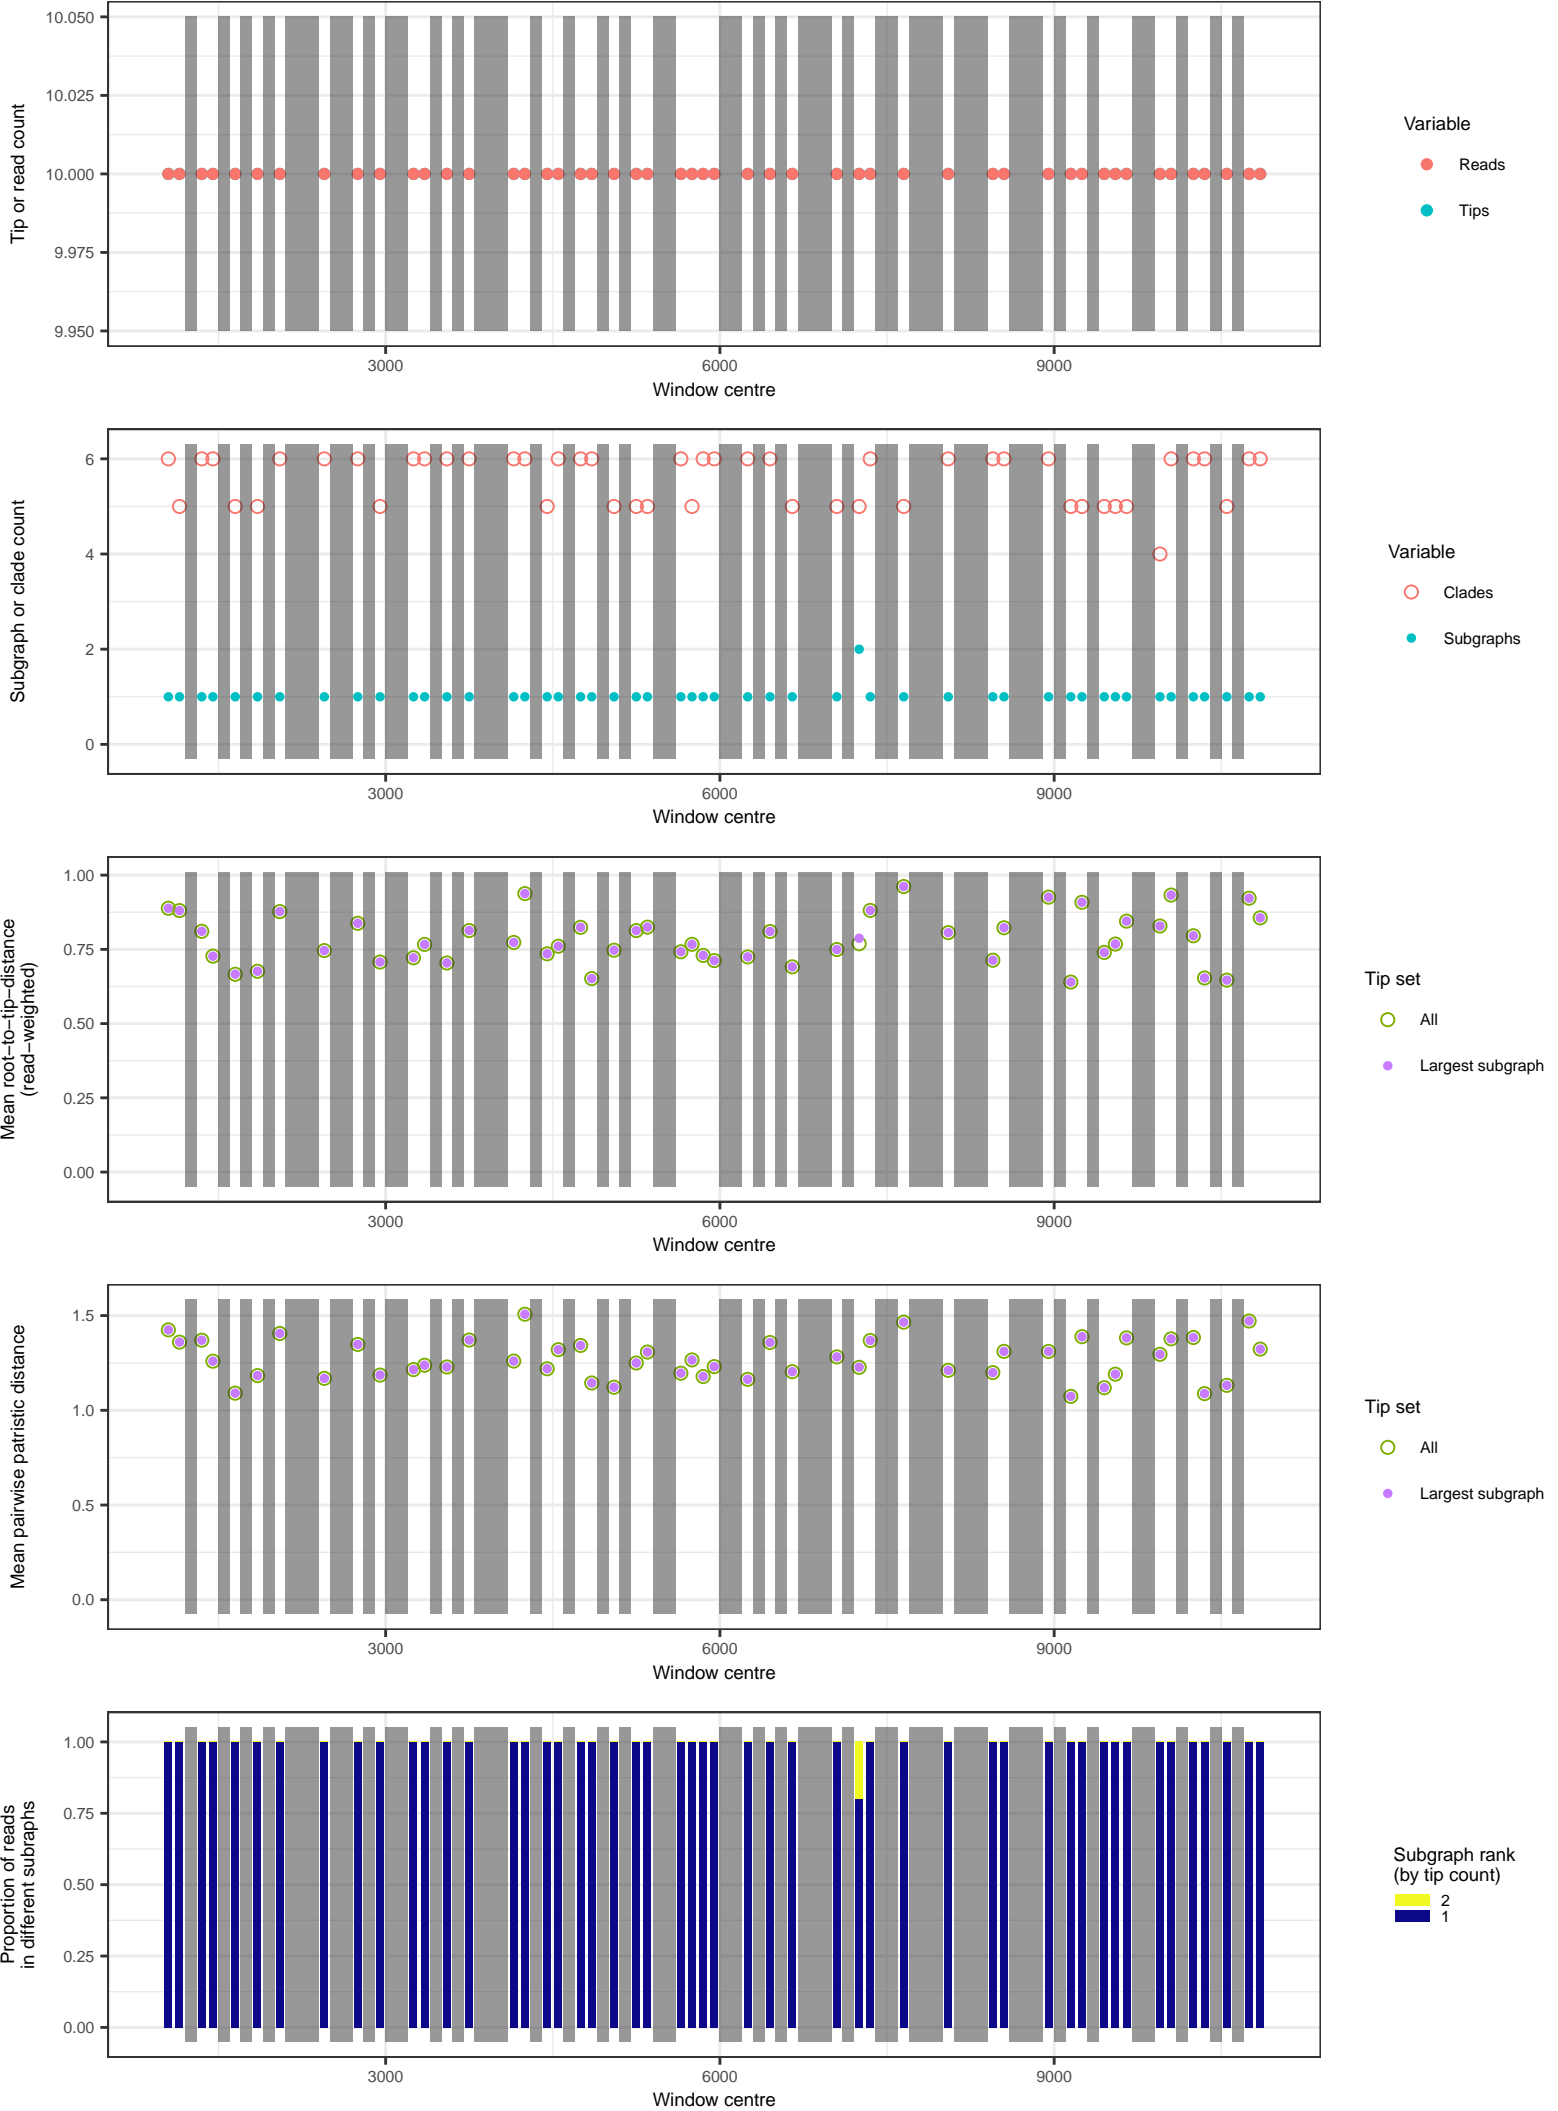 10.050
10.025
10.000
9.975
9.950
Tip or read count
3000
6000
9000
Window centre
Variable
Reads
Tips
6
4
2
0
Subgraph or clade count
3000
6000
9000
Window centre
Variable
Clades
Subgraphs
1.00
0.75
0.50
0.25
0.00
Mean root−to−tip−distance
(read−weighted)
3000
6000
9000
Window centre
Tip set
All
Largest subgraph
1.5
1.0
0.5
0.0
Mean pairwise patristic distance
3000
6000
9000
Window centre
Tip set
All
Largest subgraph
1.00
0.75
0.50
0.25
0.00
Proportion of reads
in different subraphs
3000
6000
9000
Window centre
Subgraph rank
(by tip count)
2
1